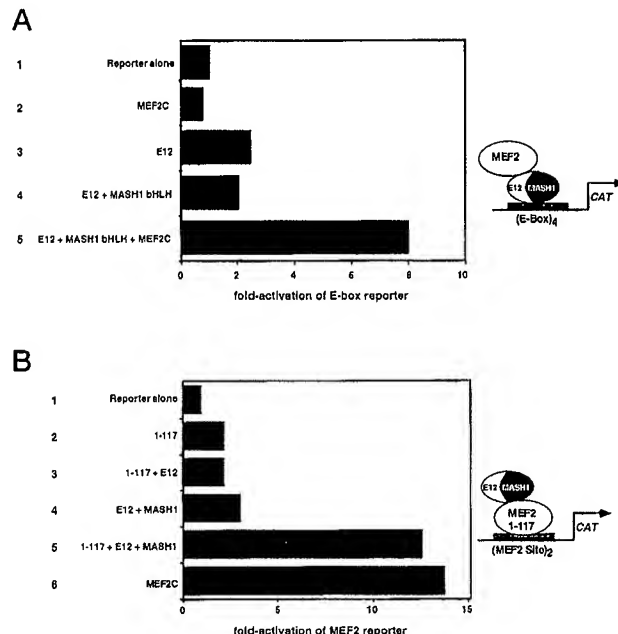 A
1 Reporter alone
2 MEF2C
3 E12
4 E12 + MASH1 bHLH
5 E12 + MASH1 bHLH + MEF2C
0 2 4 6 8 10
fold-activation of E-box reporter
MEF2
E12 MASH1
CAT
(E-Box)4
B
1 Reporter alone
2 1-117
3 1-117 + E12
4 E12 + MASH1
5 1-117 + E12 + MASH1
6 MEF2C
0 5 10 15
fold-activation of MEF2 reporter
E12 MASH1
MEF2
1-117
CAT
(MEF2 Site)2